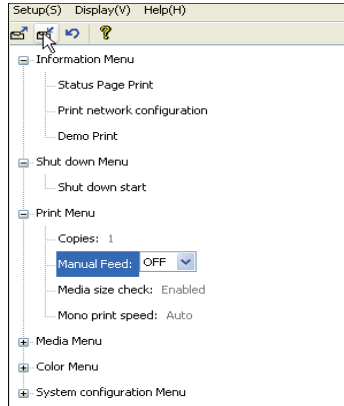 Setup(S) Display(V) Help(H)
Information Menu
Status Page Print
Print network configuration
Demo Print
Shut down Menu
Shut down start
Print Menu
Copies: 1
Manual Feed: OFF
Media size check: Enabled
Mono print speed: Auto
Media Menu
Color Menu
System configuration Menu